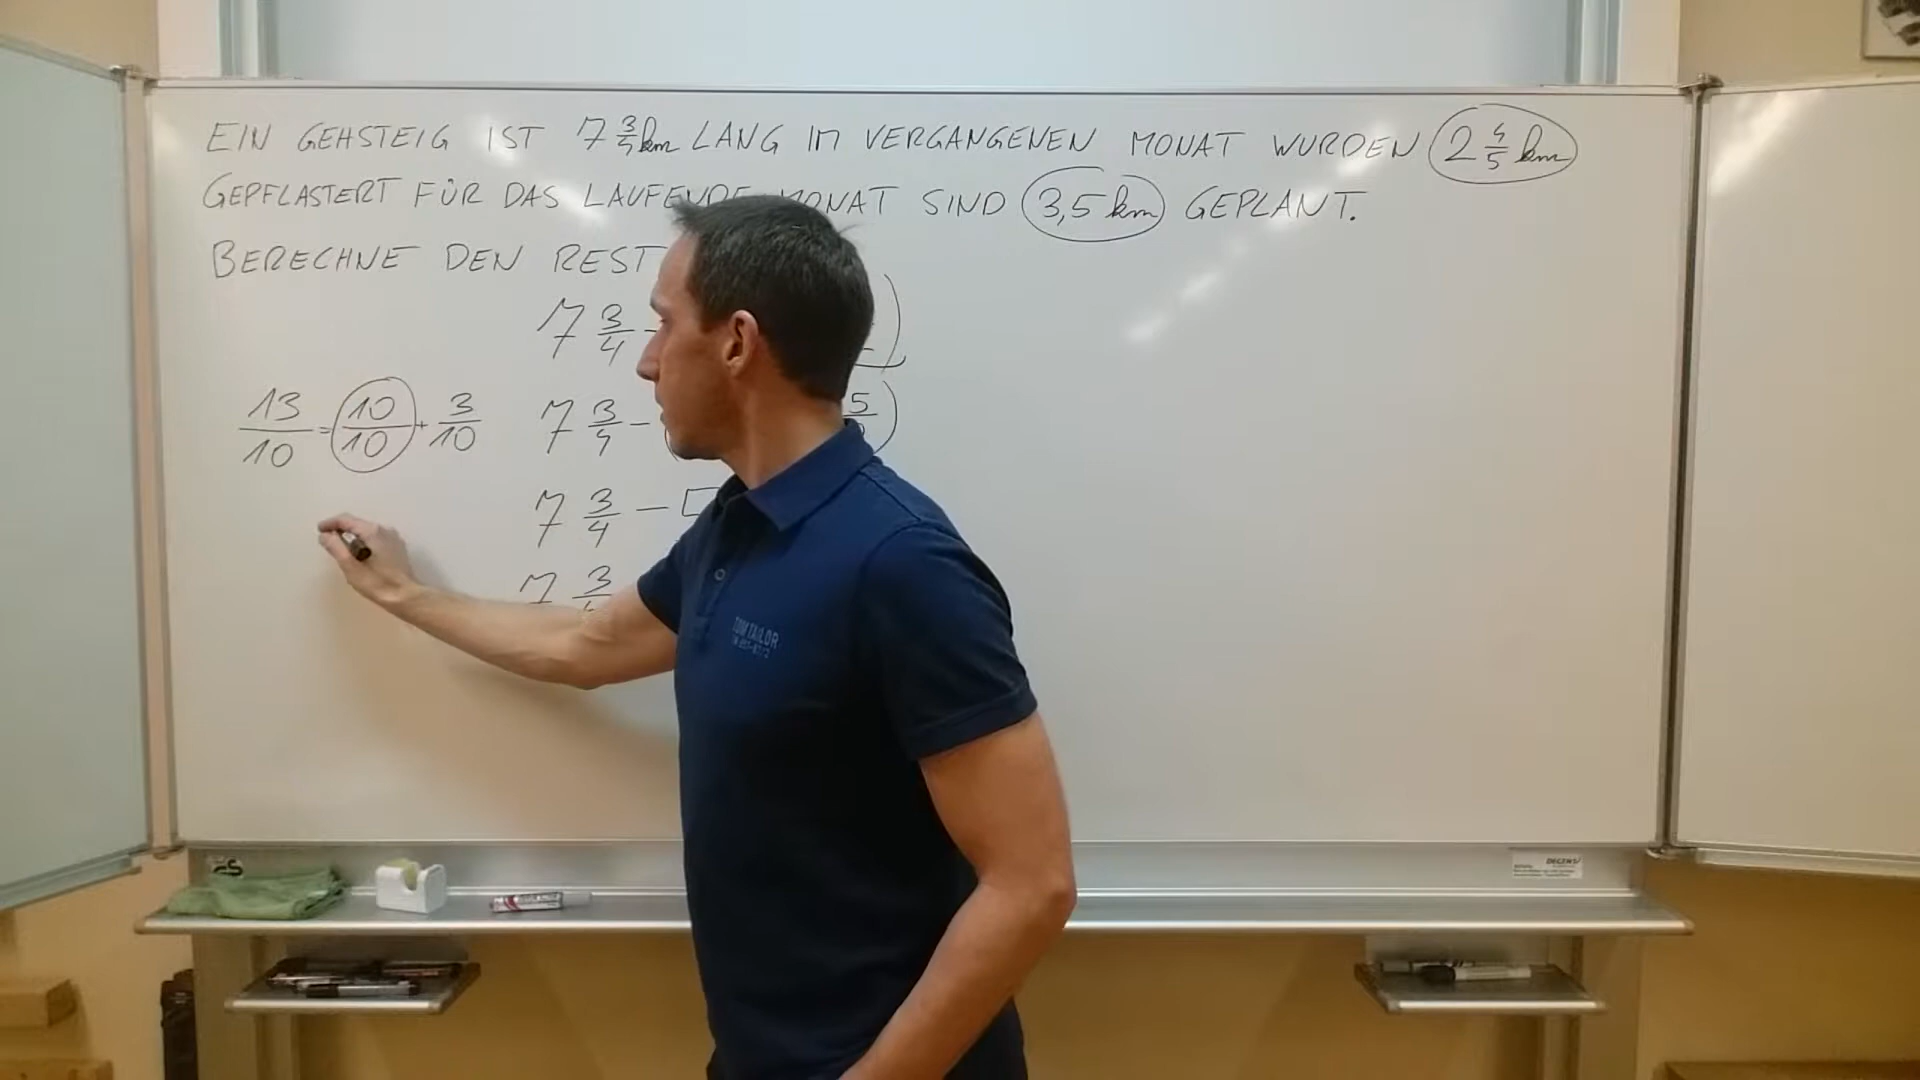 EIN GEHSTEIG IST 7 3/4 km LANG IM VERGANGENEN MONAT WURDEN 2 4/5 km
GEPFLASTERT FÜR DAS LAUFENDE MONAT SIND 3,5 km GEPLANT.
BERECHNE DEN REST
7 3/4 -
13/10 = 10/10 + 3/10 7 3/4 - 5
7 3/4 -
7 3
TOM TAILOR